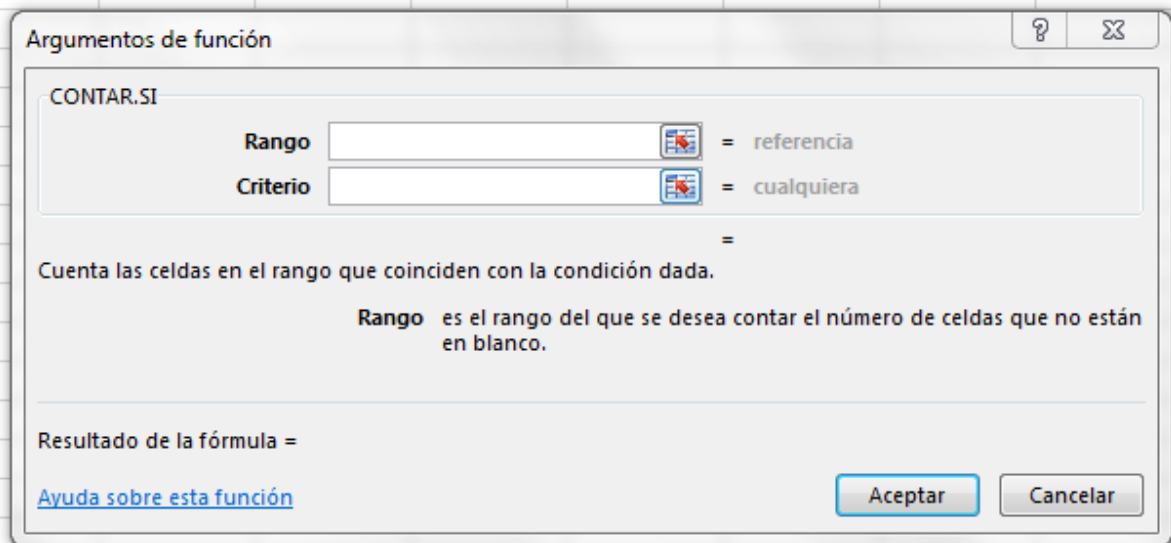 Argumentos de función
CONTAR.SI
Rango = referencia
Criterio = cualquiera
=
Cuenta las celdas en el rango que coinciden con la condición dada.
Rango es el rango del que se desea contar el número de celdas que no están
en blanco.
Resultado de la fórmula =
Ayuda sobre esta función
Aceptar Cancelar